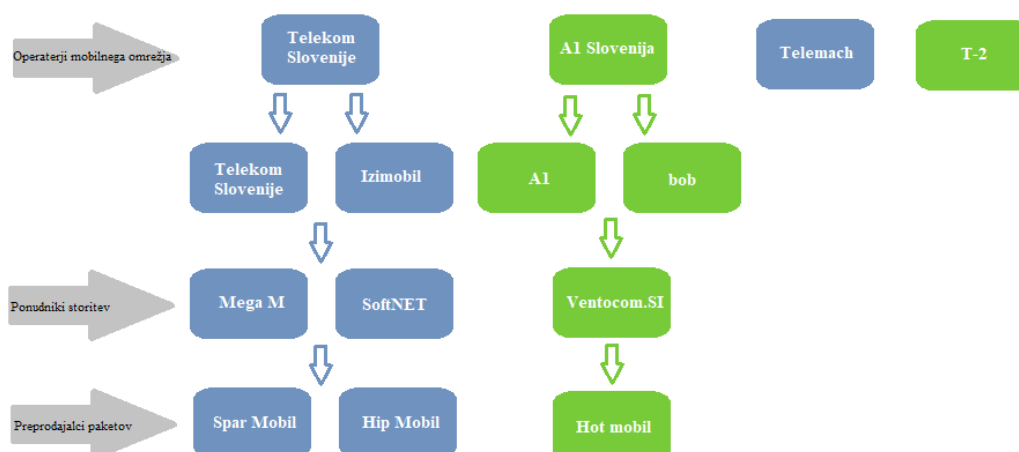 Operaterji mobilnega omrežja
Telekom
Slovenije
A1 Slovenija
Telemach
T-2
Telekom
Slovenije
Izimobil
A1
bob
Ponudniki storitev
Mega M
SoftNET
Ventocom.SI
Preprodajalci paketov
Spar Mobil
Hip Mobil
Hot mobil